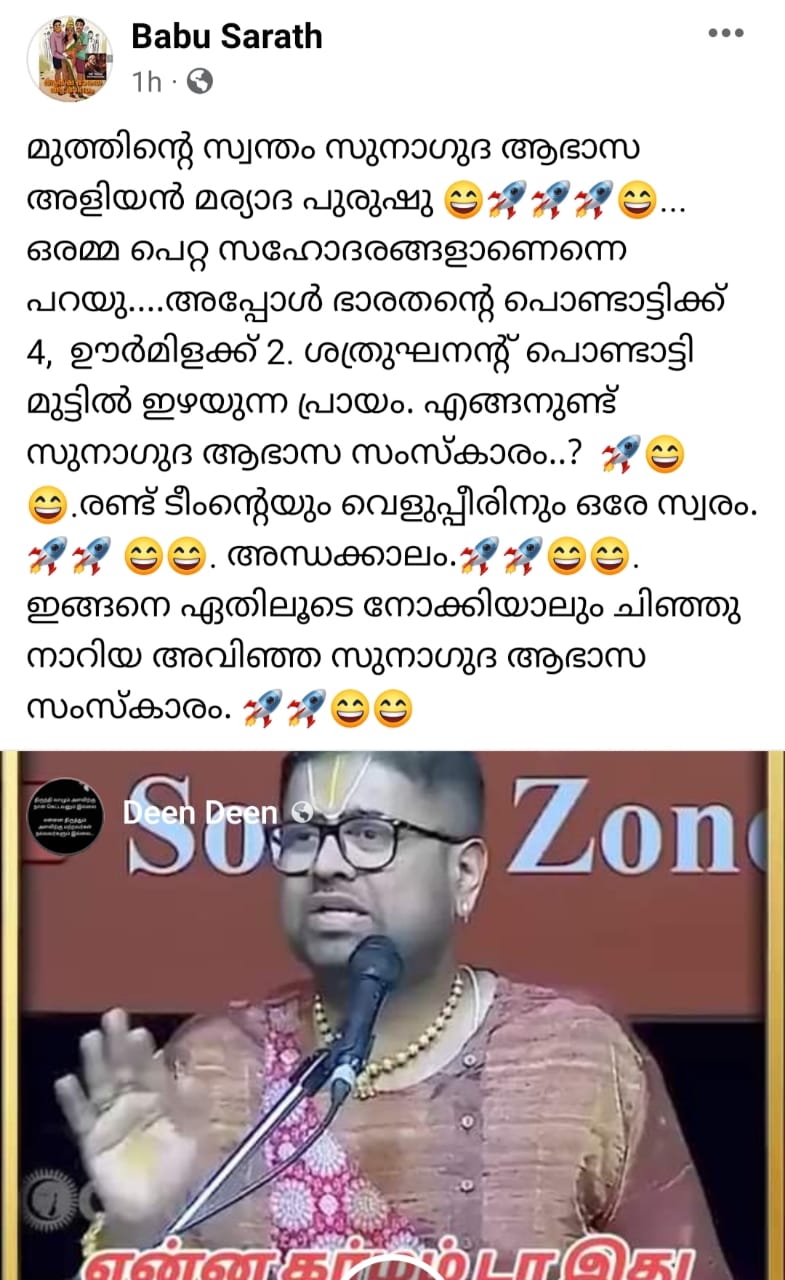 Babu Sarath
1h ·
മുത്തിന്റെ സ്വന്തം സുനാഗുദ ആഭാസ
അളിയൻ മര്യാദ പുരുഷു 😄🚀🚀🚀😄...
ഒരമ്മ പെറ്റ സഹോദരങ്ങളാണെന്നെ
പറയു....അപ്പോൾ ഭാരതന്റെ പൊണ്ടാട്ടിക്ക്
4, ഊർമിളക്ക് 2. ശത്രുഘനന്റ് പൊണ്ടാട്ടി
മുട്ടിൽ ഇഴയുന്ന പ്രായം. എങ്ങനുണ്ട്
സുനാഗുദ ആഭാസ സംസ്കാരം..? 🚀😄
😄.രണ്ട് ടീംന്റെയും വെളുപ്പീരിനും ഒരേ സ്വരം.
🚀🚀 😄😄. അന്ധക്കാലം.🚀🚀😄😄.
ഇങ്ങനെ ഏതിലൂടെ നോക്കിയാലും ചിഞ്ഞു
നാറിയ അവിഞ്ഞ സുനാഗുദ ആഭാസ
സംസ്കാരം. 🚀🚀😄😄
Deen Deen
So Zon
என்ன கர்மம் டா இது